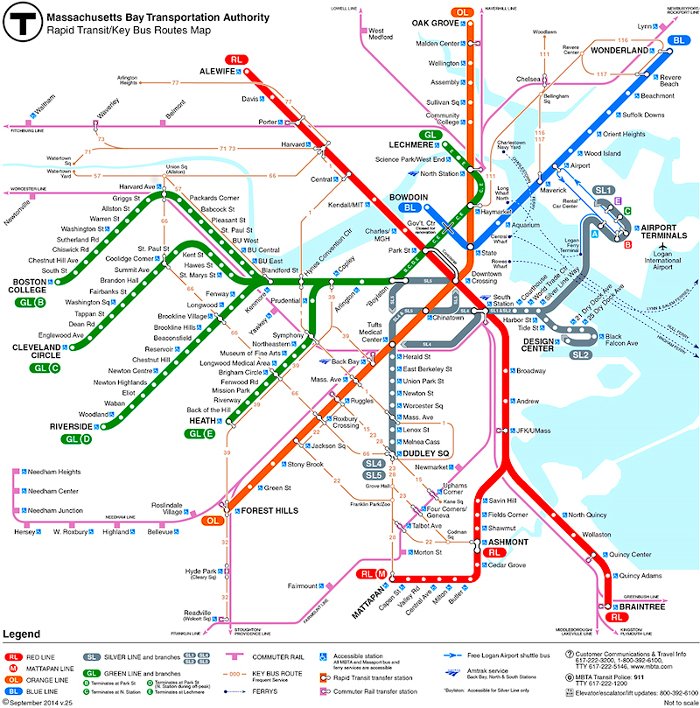 T
Massachusetts Bay Transportation Authority
Rapid Transit/Key Bus Routes Map
LOWELL LINE
HAVERHILL LINE
NEWBURYPORT/
ROCKPORT LINE
OL
OAK GROVE
West
Medford
Malden Center
Wellington
Assembly
Sullivan Sq
Community
College
Woodlawn
Lynn
Revere
Center
116
117
WONDERLAND
BL
Revere
Beach
Beachmont
Suffolk Downs
Orient Heights
Wood Island
Airport
Chelsea
Bellingham
Sq
111
116
117
RL
ALEWIFE
Arlington
Heights
77
Davis
Porter
Harvard
Central
Kendall/MIT
Charles/
MGH
Park St
Waltham
Waverley
Belmont
FITCHBURG LINE
73
71
71 73
72
Watertown
Sq
Watertown
Yard
57
66
1
Union Sq
(Allston)
WORCESTER LINE
Newtonville
GL
LECHMERE
Science Park/West End
North Station
BOWDOIN
BL
Gov't. Ctr
Haymarket
State
Downtown
Crossing
Charlestown
Navy Yard
Long
Wharf
North
Central
Wharf
Rowes
Wharf
Aquarium
Maverick
Rental
Car Center
Logan
Ferry
Terminal
SL1
A
B
C
E
AIRPORT
TERMINALS
Logan
International
Airport
Harvard Ave
Griggs St
Allston St
Warren St
Washington St
Sutherland Rd
Chiswick Rd
Chestnut Hill Ave
South St
BOSTON
COLLEGE
GL B
Packards Corner
Babcock St
Pleasant St
St. Paul St
BU West
BU Central
BU East
Blandford St
Kenmore
St. Paul St
Coolidge Corner
Summit Ave
Brandon Hall
Fairbanks St
Washington Sq
Tappan St
Dean Rd
Englewood Ave
CLEVELAND
CIRCLE
GL C
Kent St
Hawes St
St. Marys St
Fenway
Longwood
Brookline Village
Brookline Hills
Beaconsfield
Reservoir
Chestnut Hill
Newton Centre
Newton Highlands
Eliot
Waban
Woodland
RIVERSIDE
GL D
Hynes Convention Ctr
Copley
Arlington
*Boylston
Prudential
Yawkey
Symphony
Northeastern
Museum of Fine Arts
Longwood Medical Area
Brigham Circle
Fenwood Rd
Mission Park
Riverway
Back of the Hill
HEATH
GL E
39
Back Bay
Mass. Ave
Ruggles
Roxbury
Crossing
Jackson Sq
Stony Brook
Green St
OL
FOREST HILLS
Tufts
Medical
Center
Chinatown
SL5
SL4
South
Station
Courthouse
World Trade Ctr
Silver Line Way
Harbor St
Tide St
21 Dry Dock Ave
27 Dry Dock Ave
DESIGN
CENTER
SL2
Black
Falcon Ave
Herald St
East Berkeley St
Union Park St
Newton St
Worcester Sq
Mass. Ave
Lenox St
Melnea Cass
DUDLEY SQ
SL4
SL5
Grove Hall
Franklin Park/Zoo
22
23
28
15
66
Broadway
Andrew
JFK/UMass
Newmarket
Uphams
Corner
Kane Sq
Four Corners/
Geneva
Codman
Sq
Talbot Ave
Morton St
Savin Hill
Fields Corner
Shawmut
ASHMONT
RL
Cedar Grove
Butler
Milton
Central Ave
Valley Rd
Capen St
MATTAPAN
RL M
North Quincy
Wollaston
Quincy Center
Quincy Adams
BRAINTREE
RL
GREENBUSH LINE
MIDDLEBOROUGH/
LAKEVILLE LINE
KINGSTON/
PLYMOUTH LINE
Needham Heights
Needham Center
Needham Junction
NEEDHAM LINE
Hersey
W. Roxbury
Highland
Bellevue
Roslindale
Village
32
Hyde Park
(Cleary Sq)
Fairmount
FAIRMOUNT LINE
Readville
(Wolcott Sq)
FRANKLIN LINE
STOUGHTON/
PROVIDENCE LINE
Legend
RL RED LINE
M MATTAPAN LINE
OL ORANGE LINE
BL BLUE LINE
SL SILVER LINE and branches SL1 SL2 SL4 SL5
GL GREEN LINE and branches
B Terminates at Park St
C Terminates at N. Station
D Terminates at Park St
(N. Station during off-peak)
E Terminates at Lechmere
COMMUTER RAIL
000 KEY BUS ROUTE
Frequent Service
FERRYS
Accessible station
All MBTA and Massport bus and
ferry services are accessible
Rapid Transit transfer station
Commuter Rail transfer station
Free Logan Airport shuttle bus
Amtrak service
Back Bay, North & South Stations
*Boylston: Accessible for Silver Line only
Customer Communications & Travel Info
617-222-3200, 1-800-392-6100,
TTY 617-222-5146, www.mbta.com
MBTA Transit Police: 911
TTY 617-222-1200
Elevator/escalator/lift updates: 800-392-6100
©September 2014 v.25
Not to scale